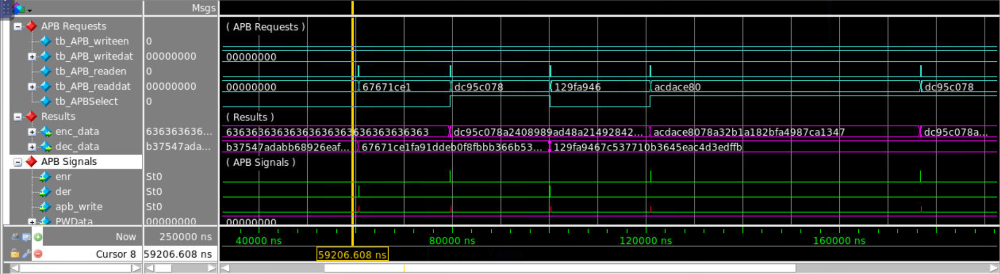 Msgs
APB Requests ( APB Requests )
tb_APB_writeen 0
tb_APB_writedat 00000000 00000000
tb_APB_readen 0
tb_APB_readdat 00000000 00000000 67671ce1 dc95c078 129fa946 acdace80 dc95c078
tb_APBSelect 0
Results ( Results )
enc_data 636363636... 63636363636363636363636363636363 dc95c078a2408989ad48a21492842... acdace8078a32b1a182bfa4987ca1347 dc95c078a...
dec_data b37547ada... b37547adabb68926eaf... 67671ce1fa91ddeb0f8fbbb366b53... 129fa9467c537710b3645eac4d3edffb
APB Signals ( APB Signals )
enr St0
der St0
apb_write St0
PWData 00000000 00000000
Now 250000 ns 40000 ns 80000 ns 120000 ns 160000 ns
Cursor 8 59206.608 ns 59206.608 ns